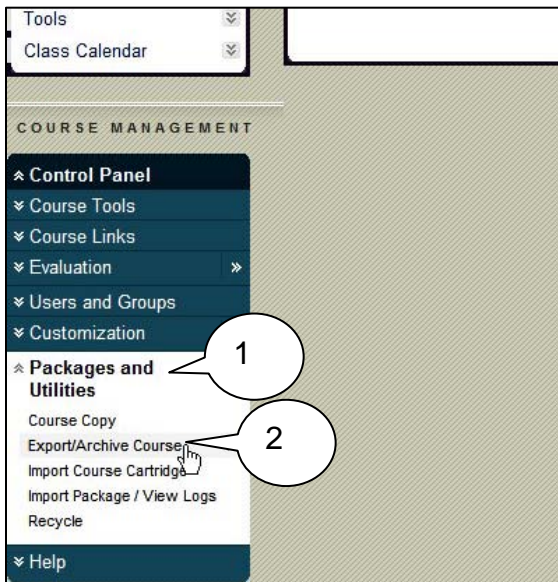 Tools
Class Calendar
COURSE MANAGEMENT
Control Panel
Course Tools
Course Links
Evaluation
Users and Groups
Customization
Packages and
Utilities
1
Course Copy
Export/Archive Course
2
Import Course Cartridge
Import Package / View Logs
Recycle
Help